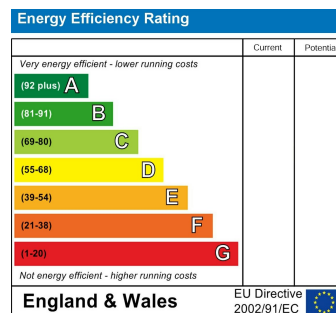 Energy Efficiency Rating
Current Potential
Very energy efficient - lower running costs
(92 plus) A
(81-91) B
(69-80) C
(55-68) D
(39-54) E
(21-38) F
(1-20) G
Not energy efficient - higher running costs
England & Wales
EU Directive
2002/91/EC